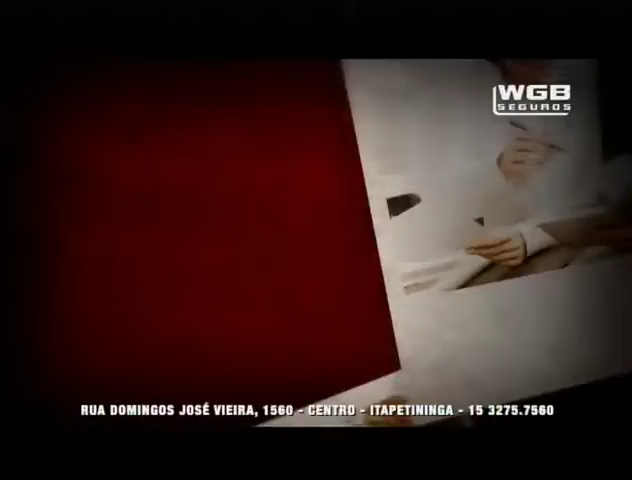 WGB
SEGUROS
RUA DOMINGOS JOSÉ VIEIRA, 1560 - CENTRO - ITAPETININGA - 15 3275.7560